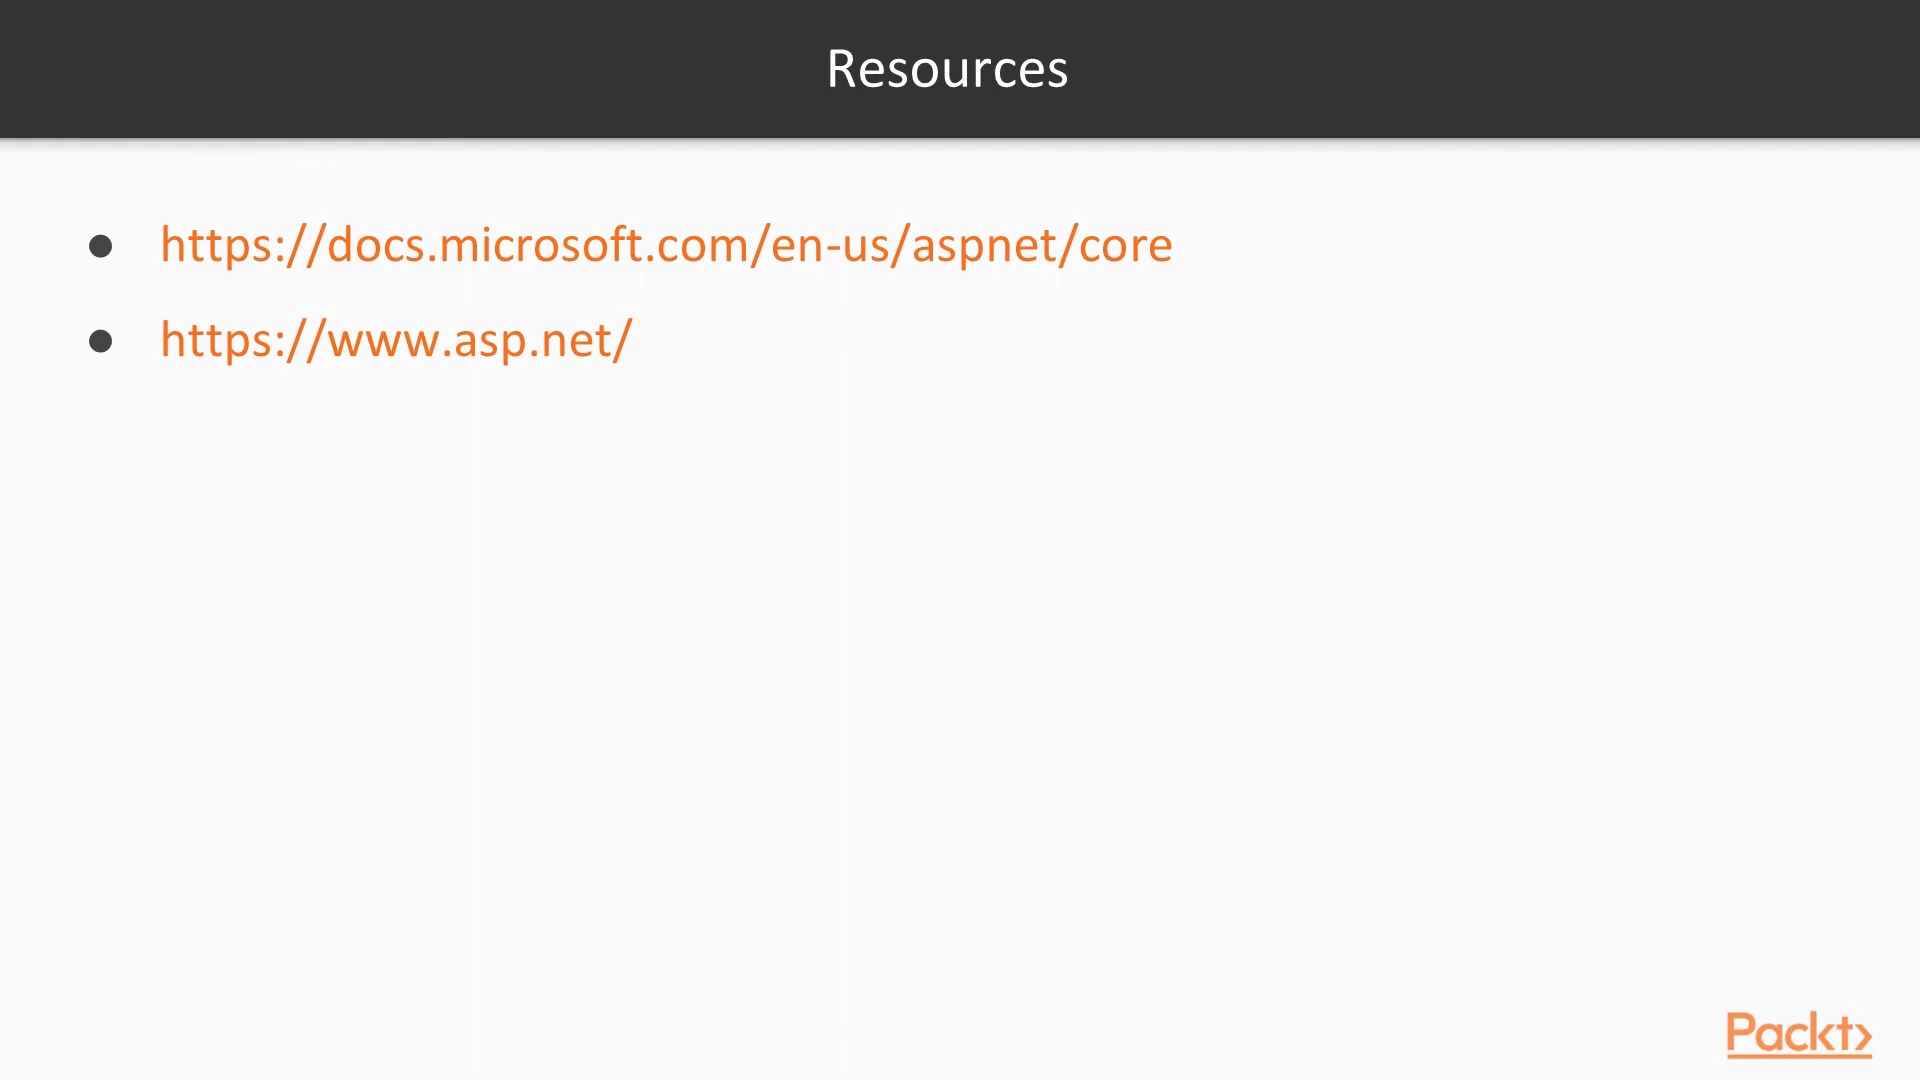 Resources
● https://docs.microsoft.com/en-us/aspnet/core
● https://www.asp.net/
Packt>